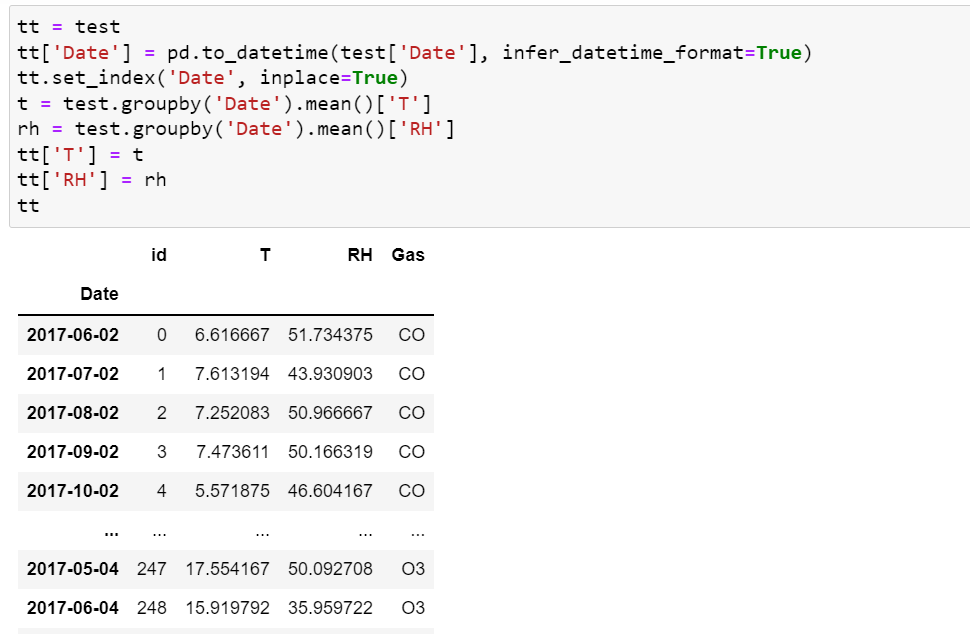 tt = test
tt['Date'] = pd.to_datetime(test['Date'], infer_datetime_format=True)
tt.set_index('Date', inplace=True)
t = test.groupby('Date').mean()['T']
rh = test.groupby('Date').mean()['RH']
tt['T'] = t
tt['RH'] = rh
tt
id T RH Gas
Date
2017-06-02 0 6.616667 51.734375 CO
2017-07-02 1 7.613194 43.930903 CO
2017-08-02 2 7.252083 50.966667 CO
2017-09-02 3 7.473611 50.166319 CO
2017-10-02 4 5.571875 46.604167 CO
... ... ... ... ...
2017-05-04 247 17.554167 50.092708 O3
2017-06-04 248 15.919792 35.959722 O3